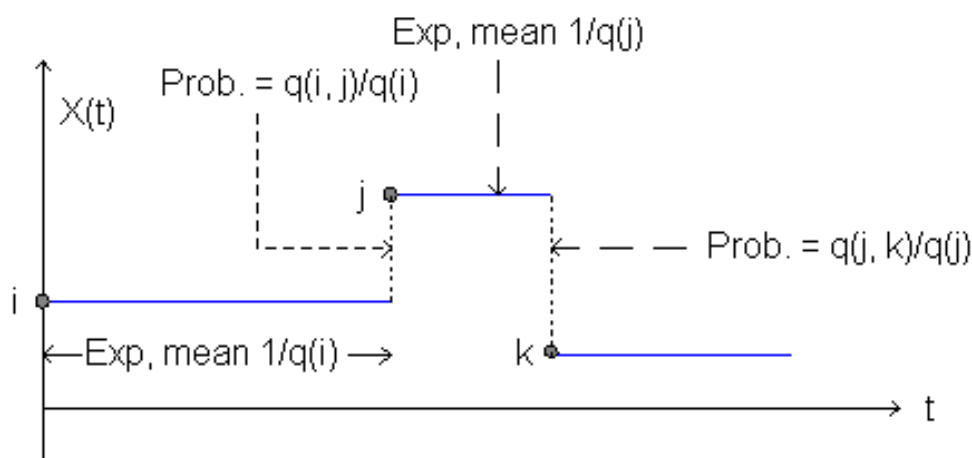 Exp, mean 1/q(j)
Prob. = q(i, j)/q(i)
X(t)
j
Prob. = q(j, k)/q(j)
i
Exp, mean 1/q(i)
k
t